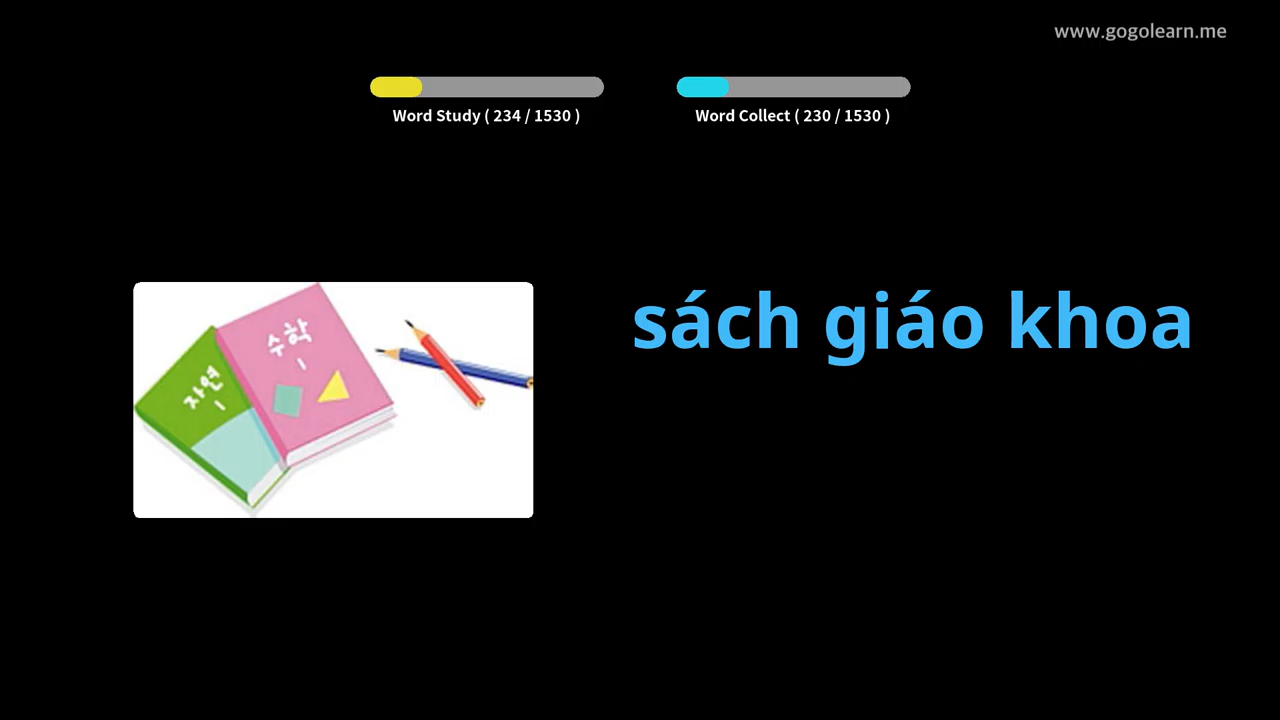 www.gogolearn.me
Word Study ( 234 / 1530 )
Word Collect ( 230 / 1530 )
sách giáo khoa
수학
1
자연
1